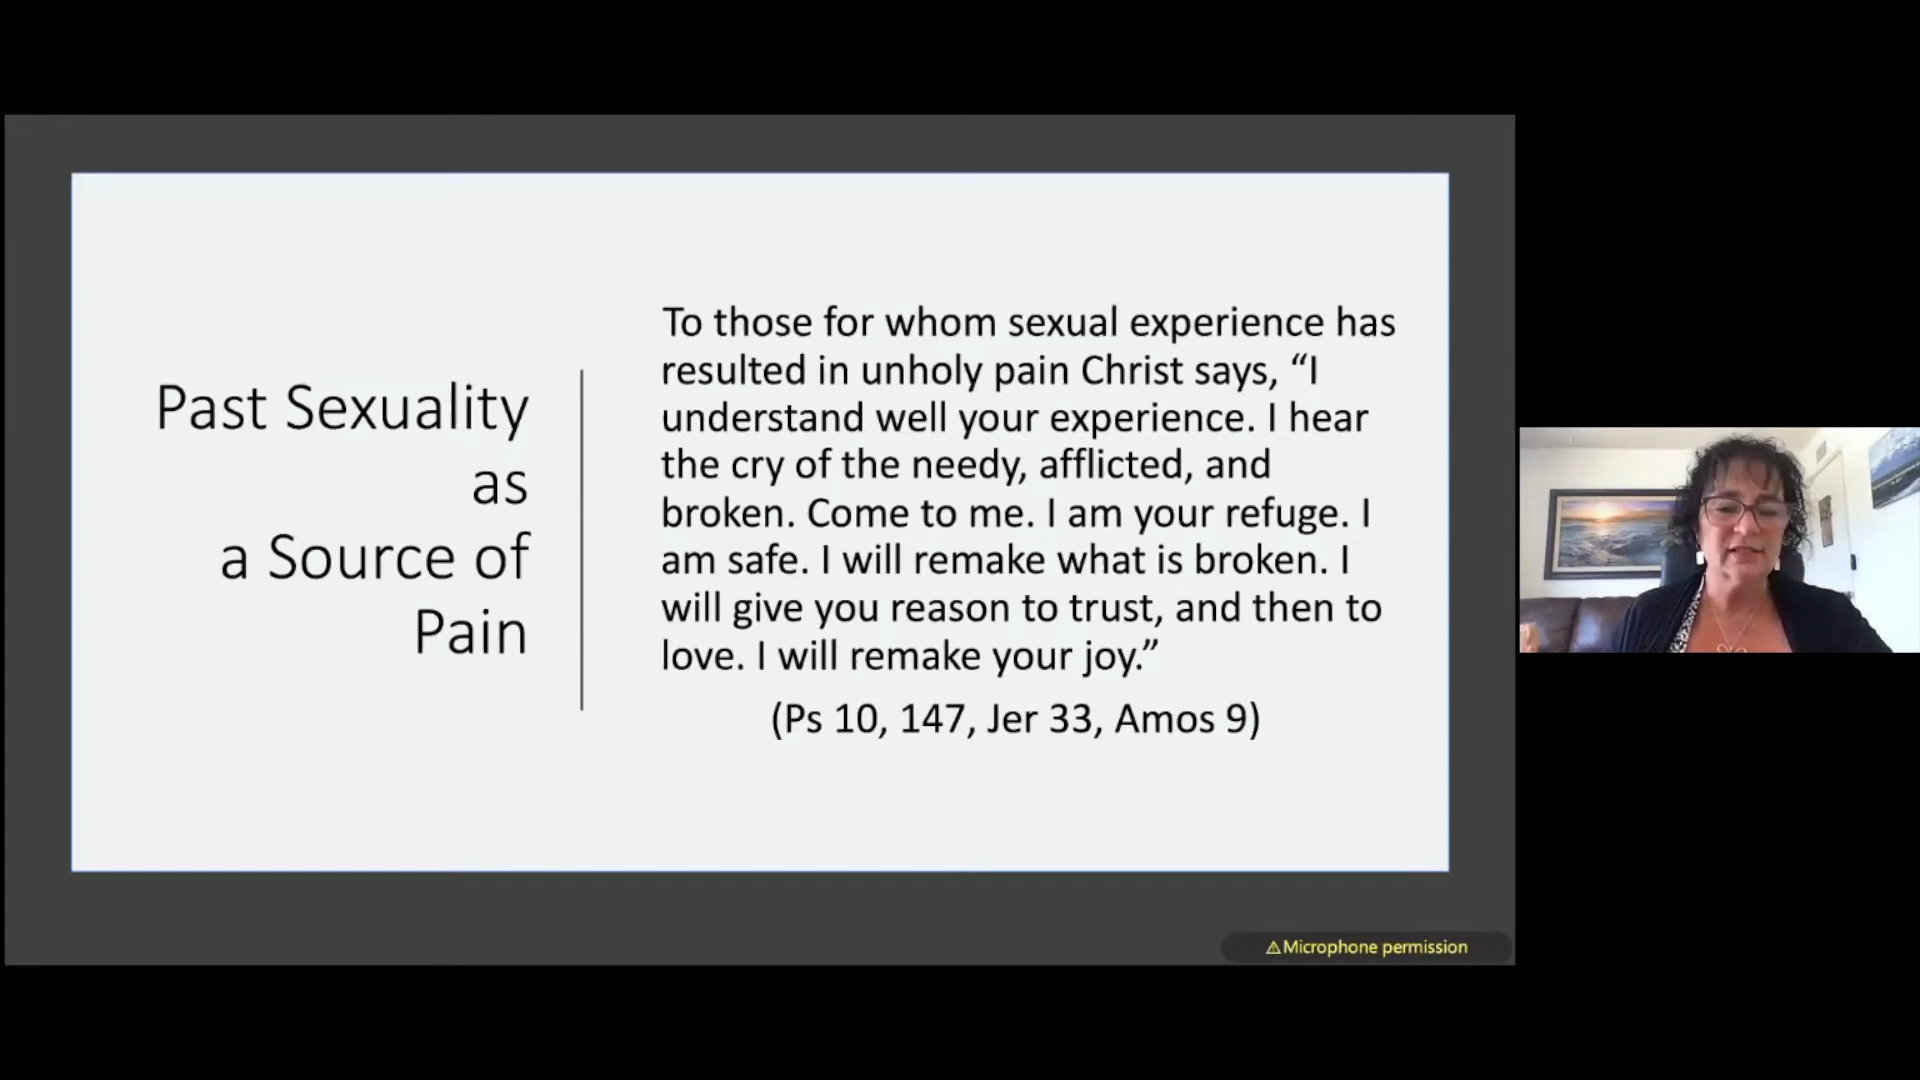 Past Sexuality
as
a Source of
Pain
To those for whom sexual experience has
resulted in unholy pain Christ says, “I
understand well your experience. I hear
the cry of the needy, afflicted, and
broken. Come to me. I am your refuge. I
am safe. I will remake what is broken. I
will give you reason to trust, and then to
love. I will remake your joy.”
(Ps 10, 147, Jer 33, Amos 9)
⚠Microphone permission